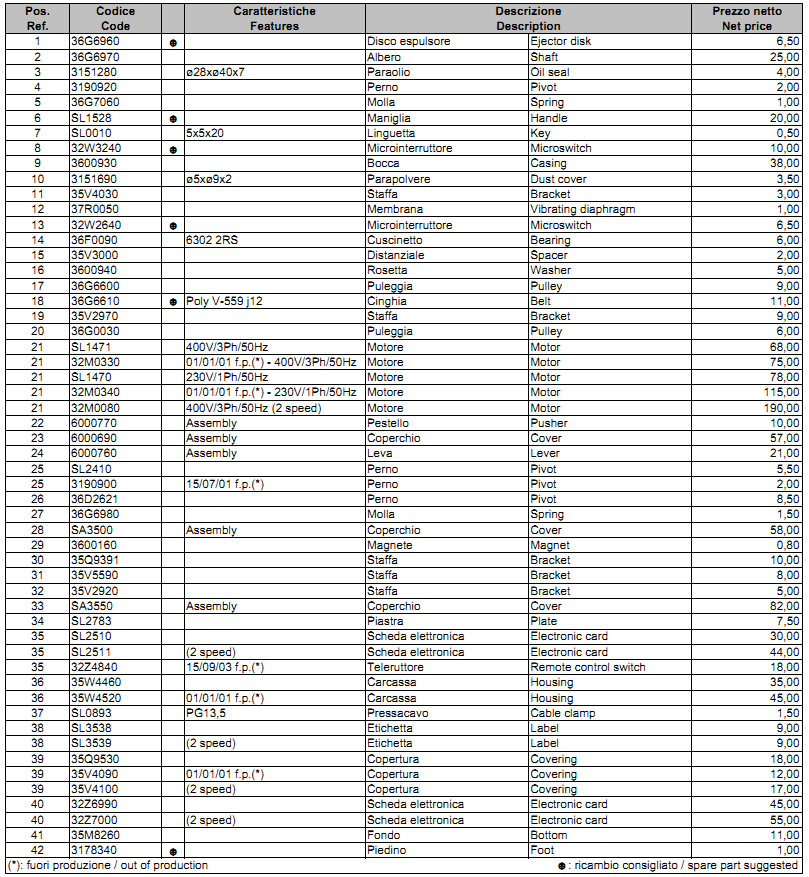 Pos. Codice Caratteristiche Descrizione Prezzo netto
Ref. Code Features Description Net price
1 36G6960 ☻ Disco espulsore Ejector disk 6,50
2 36G6970 Albero Shaft 25,00
3 3151280 ø28xø40x7 Paraolio Oil seal 4,00
4 3190920 Perno Pivot 2,00
5 36G7060 Molla Spring 1,00
6 SL1528 ☻ Maniglia Handle 20,00
7 SL0010 5x5x20 Linguetta Key 0,50
8 32W3240 ☻ Microinterruttore Microswitch 10,00
9 3600930 Bocca Casing 38,00
10 3151690 ø5xø9x2 Parapolvere Dust cover 3,50
11 35V4030 Staffa Bracket 3,00
12 37R0050 Membrana Vibrating diaphragm 1,00
13 32W2640 ☻ Microinterruttore Microswitch 6,50
14 36F0090 6302 2RS Cuscinetto Bearing 6,00
15 35V3000 Distanziale Spacer 2,00
16 3600940 Rosetta Washer 5,00
17 36G6600 Puleggia Pulley 9,00
18 36G6610 ☻ Poly V-559 j12 Cinghia Belt 11,00
19 35V2970 Staffa Bracket 9,00
20 36G0030 Puleggia Pulley 6,00
21 SL1471 400V/3Ph/50Hz Motore Motor 68,00
21 32M0330 01/01/01 f.p.(*) - 400V/3Ph/50Hz Motore Motor 75,00
21 SL1470 230V/1Ph/50Hz Motore Motor 78,00
21 32M0340 01/01/01 f.p.(*) - 230V/1Ph/50Hz Motore Motor 115,00
21 32M0080 400V/3Ph/50Hz (2 speed) Motore Motor 190,00
22 6000770 Assembly Pestello Pusher 10,00
23 6000690 Assembly Coperchio Cover 57,00
24 6000760 Assembly Leva Lever 21,00
25 SL2410 Perno Pivot 5,50
25 3190900 15/07/01 f.p.(*) Perno Pivot 2,00
26 36D2621 Perno Pivot 8,50
27 36G6980 Molla Spring 1,50
28 SA3500 Assembly Coperchio Cover 58,00
29 3600160 Magnete Magnet 0,80
30 35Q9391 Staffa Bracket 10,00
31 35V5590 Staffa Bracket 8,00
32 35V2920 Staffa Bracket 5,00
33 SA3550 Assembly Coperchio Cover 82,00
34 SL2783 Piastra Plate 7,50
35 SL2510 Scheda elettronica Electronic card 30,00
35 SL2511 (2 speed) Scheda elettronica Electronic card 44,00
35 32Z4840 15/09/03 f.p.(*) Teleruttore Remote control switch 18,00
36 35W4460 Carcassa Housing 35,00
36 35W4520 01/01/01 f.p.(*) Carcassa Housing 45,00
37 SL0893 PG13,5 Pressacavo Cable clamp 1,50
38 SL3538 Etichetta Label 9,00
38 SL3539 (2 speed) Etichetta Label 9,00
39 35Q9530 Copertura Covering 18,00
39 35V4090 01/01/01 f.p.(*) Copertura Covering 12,00
39 35V4100 (2 speed) Copertura Covering 17,00
40 32Z6990 Scheda elettronica Electronic card 45,00
40 32Z7000 (2 speed) Scheda elettronica Electronic card 55,00
41 35M8260 Fondo Bottom 11,00
42 3178340 ☻ Piedino Foot 1,00
(*): fuori produzione / out of production ☻: ricambio consigliato / spare part suggested